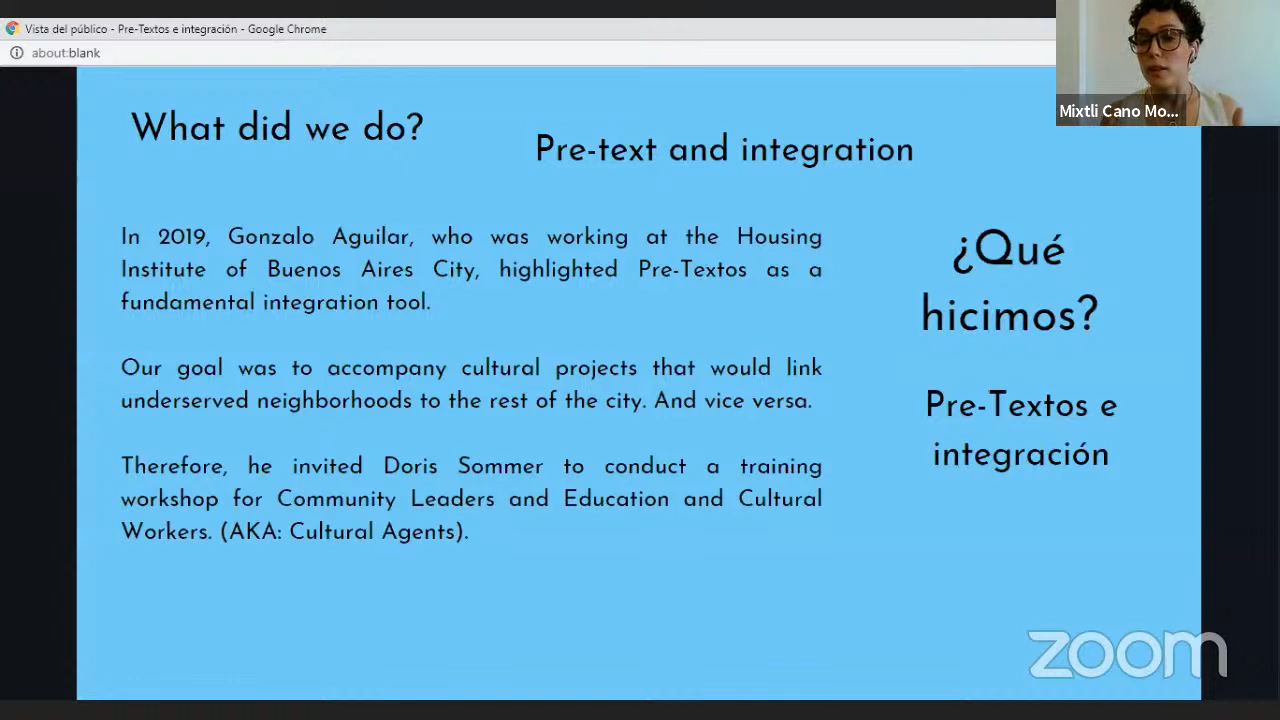 Vista del público - Pre-Textos e integración - Google Chrome
about:blank
Mixtli Cano Mo...
What did we do?
Pre-text and integration
In 2019, Gonzalo Aguilar, who was working at the Housing
Institute of Buenos Aires City, highlighted Pre-Textos as a
fundamental integration tool.
Our goal was to accompany cultural projects that would link
underserved neighborhoods to the rest of the city. And vice versa.
Therefore, he invited Doris Sommer to conduct a training
workshop for Community Leaders and Education and Cultural
Workers. (AKA: Cultural Agents).
¿Qué
hicimos?
Pre-Textos e
integración
zoom